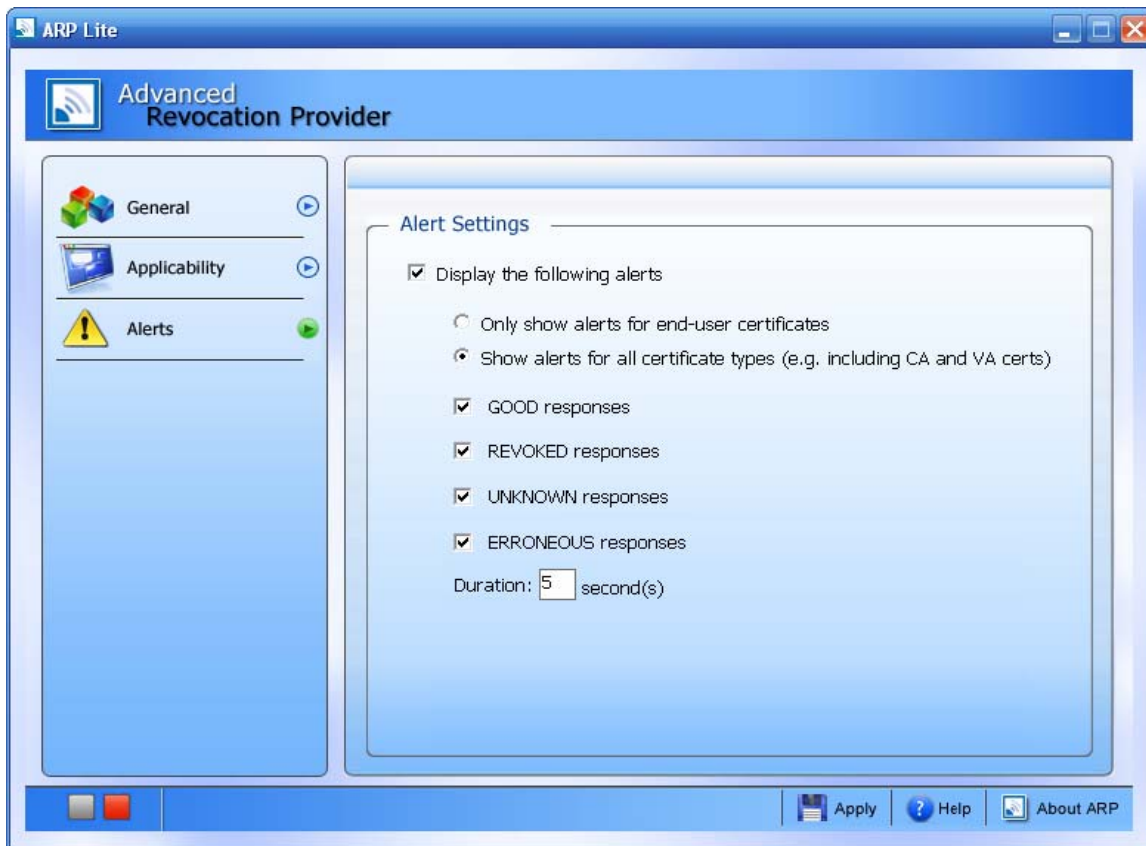 ARP Lite
Advanced
Revocation Provider
General
Applicability
Alerts
Alert Settings
Display the following alerts
Only show alerts for end-user certificates
Show alerts for all certificate types (e.g. including CA and VA certs)
GOOD responses
REVOKED responses
UNKNOWN responses
ERRONEOUS responses
Duration: 5 second(s)
Apply
Help
About ARP